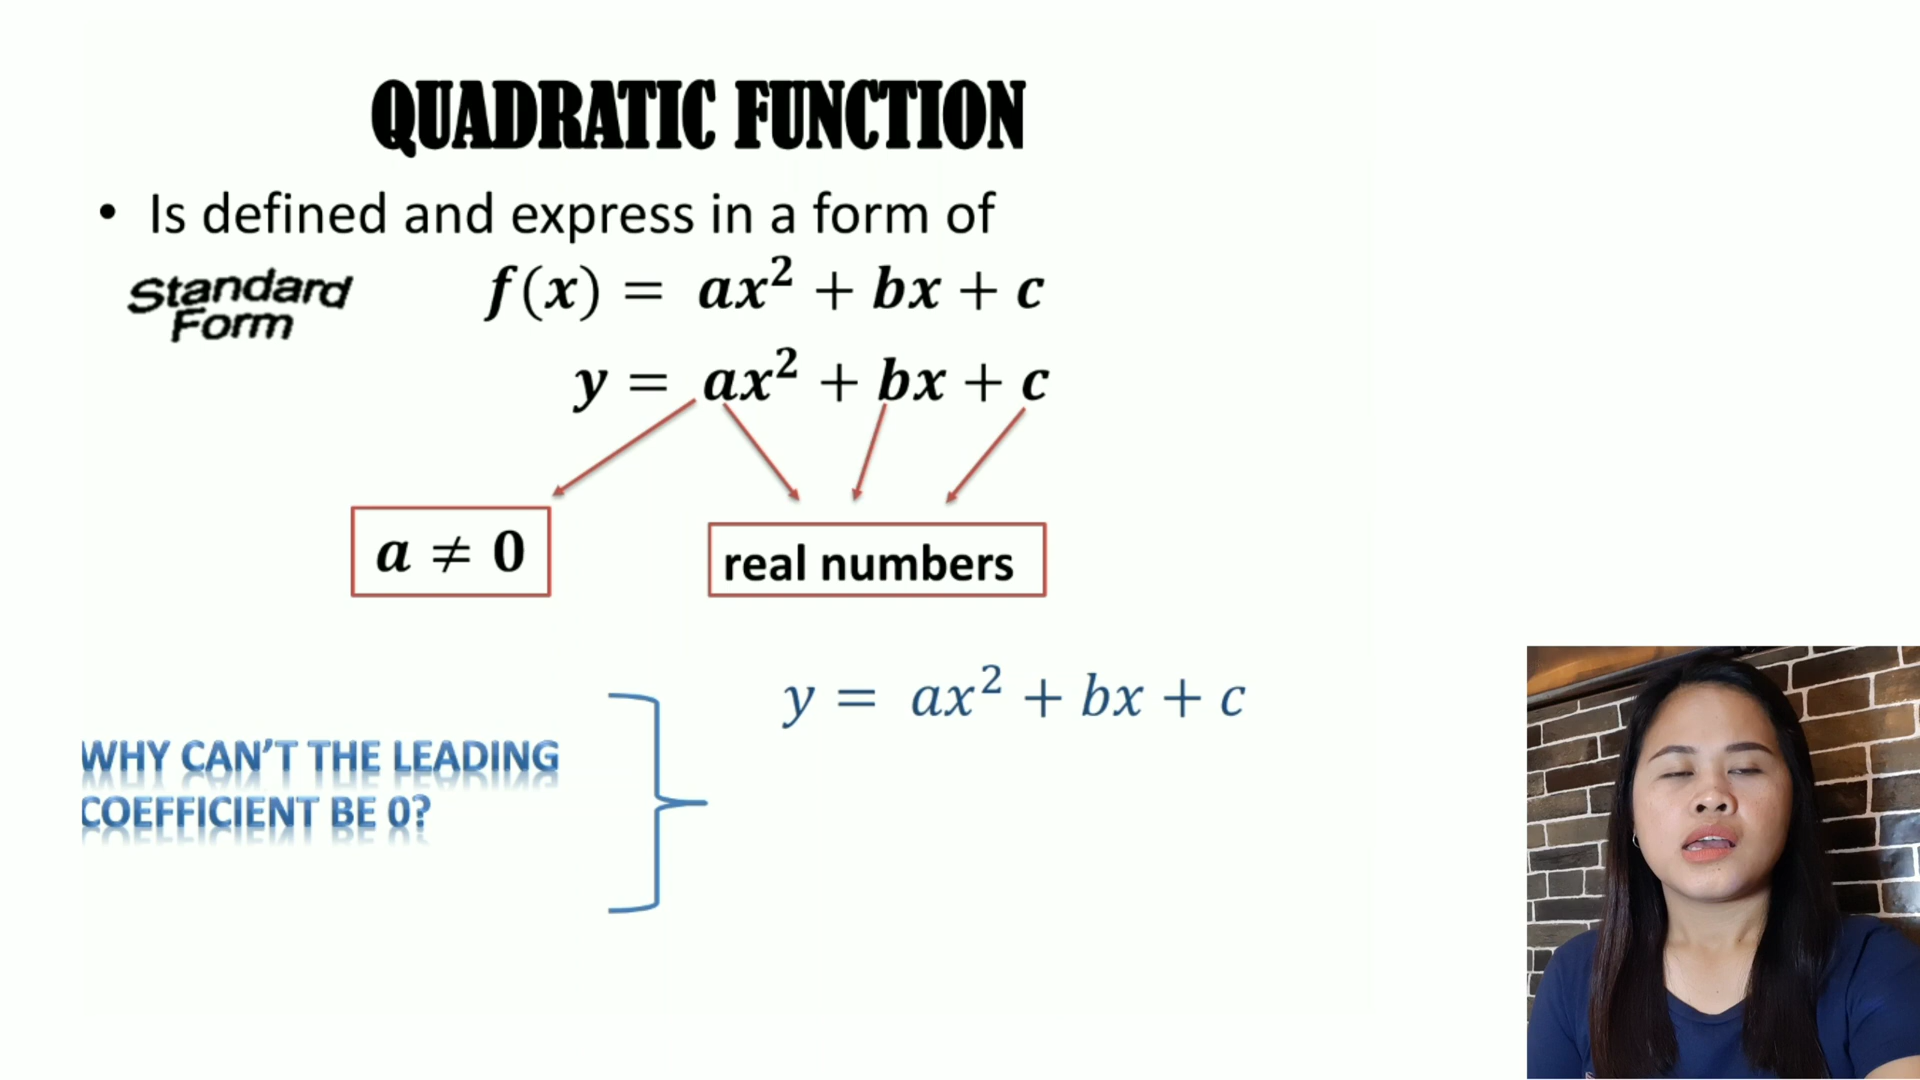 QUADRATIC FUNCTION
• Is defined and express in a form of
Standard
Form
f(x) = ax² + bx + c
y = ax² + bx + c
a ≠ 0
real numbers
y = ax² + bx + c
WHY CAN'T THE LEADING
COEFFICIENT BE 0?